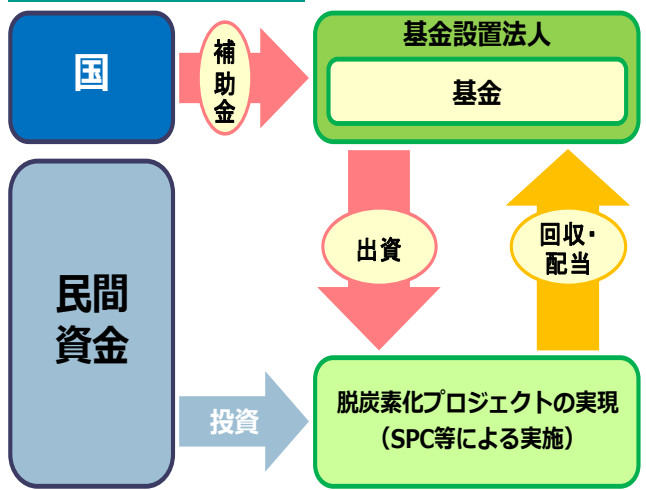 国
補
助
金
基金設置法人
基金
出資
回収・
配当
民間
資金
投資
脱炭素化プロジェクトの実現
（SPC等による実施）